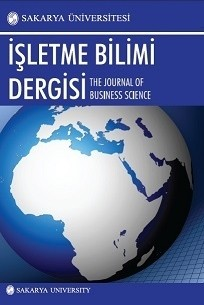 SAKARYA ÜNİVERSİTESİ
İŞLETME BİLİMİ
DERGİSİ THE JOURNAL OF
BUSINESS SCIENCE
SAKARYA UNIVERSITY